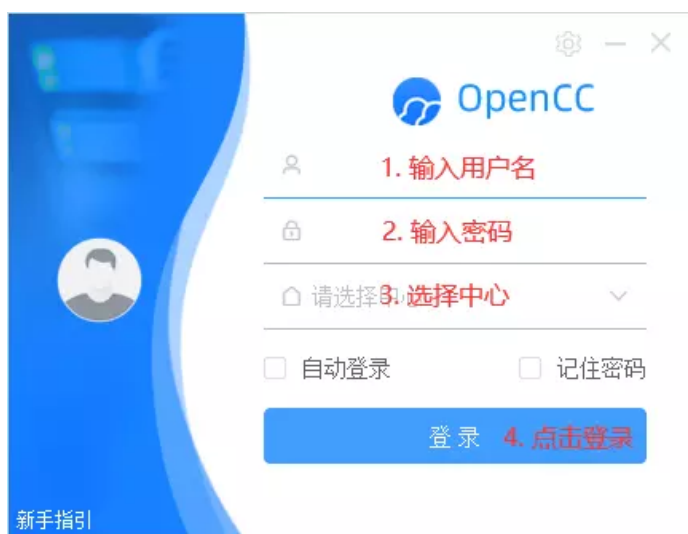 OpenCC
1. 输入用户名
2. 输入密码
请选择中心
3. 选择中心
自动登录
记住密码
登录 4. 点击登录
新手指引